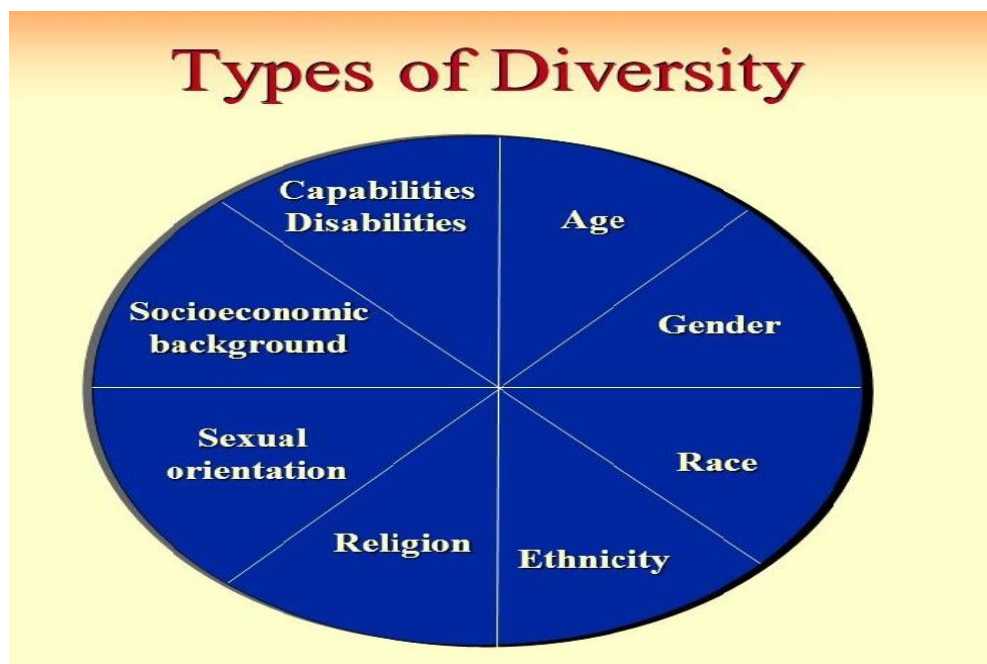 Types of Diversity
Capabilities
Disabilities
Age
Socioeconomic
background
Gender
Sexual
orientation
Race
Religion
Ethnicity